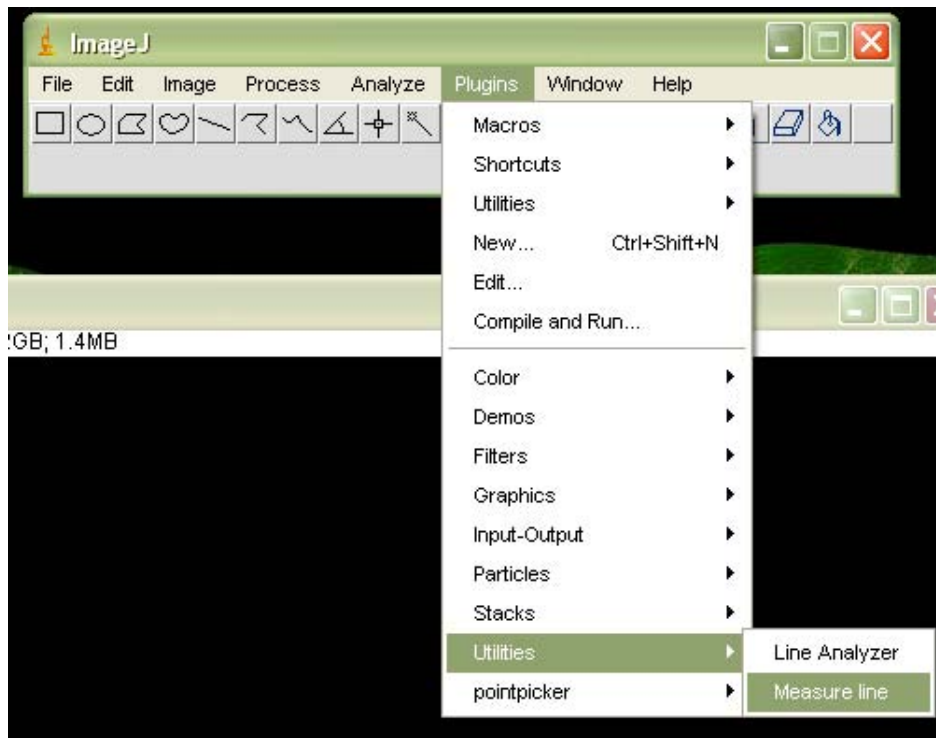 ImageJ
File Edit Image Process Analyze Plugins Window Help
Macros
Shortcuts
Utilities
New... Ctrl+Shift+N
Edit...
Compile and Run...
GB; 1.4MB
Color
Demos
Filters
Graphics
Input-Output
Particles
Stacks
Utilities
Line Analyzer
pointpicker
Measure line